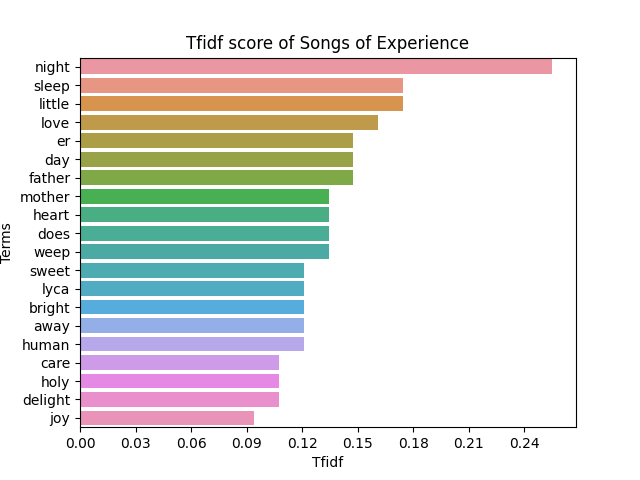 Tfidf score of Songs of Experience
Terms
night
sleep
little
love
er
day
father
mother
heart
does
weep
sweet
lyca
bright
away
human
care
holy
delight
joy
0.00 0.03 0.06 0.09 0.12 0.15 0.18 0.21 0.24
Tfidf